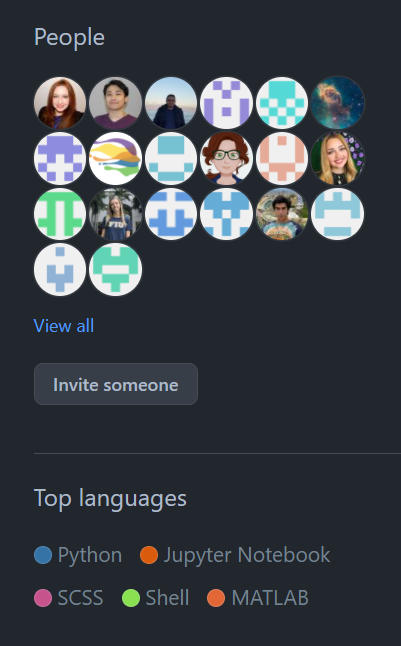 People
View all
Invite someone
Top languages
Python Jupyter Notebook
SCSS Shell MATLAB